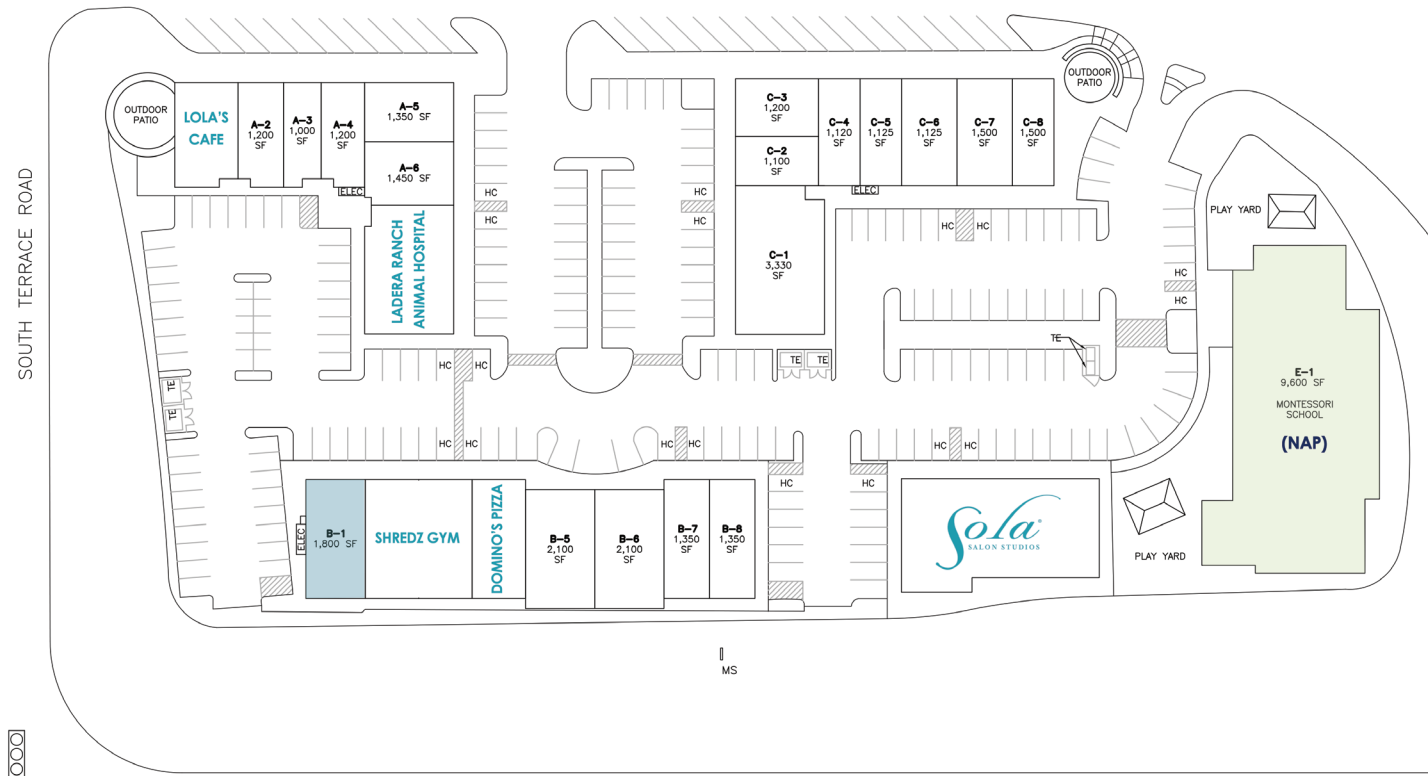 OUTDOOR
PATIO
LOLA'S
CAFE
A-2
1,200
SF
A-3
1,000
SF
A-4
1,200
SF
A-5
1,350 SF
A-6
1,450 SF
ELEC
LADERA RANCH
ANIMAL HOSPITAL
HC
HC
HC
HC
C-3
1,200
SF
C-2
1,100
SF
C-4
1,120
SF
C-5
1,125
SF
C-6
1,125
SF
C-7
1,500
SF
C-8
1,500
SF
ELEC
C-1
3,330
SF
OUTDOOR
PATIO
HC
HC
HC
HC
PLAY YARD
SOUTH TERRACE ROAD
TE
TE
HC
HC
TE
TE
TE
E-1
9,600 SF
MONTESSORI
SCHOOL
(NAP)
HC
HC
HC
HC
HC
HC
HC
HC
ELEC
B-1
1,800 SF
SHREDZ GYM
DOMINO'S PIZZA
B-5
2,100
SF
B-6
2,100
SF
B-7
1,350
SF
B-8
1,350
SF
Sola®
SALON STUDIOS
PLAY YARD
MS